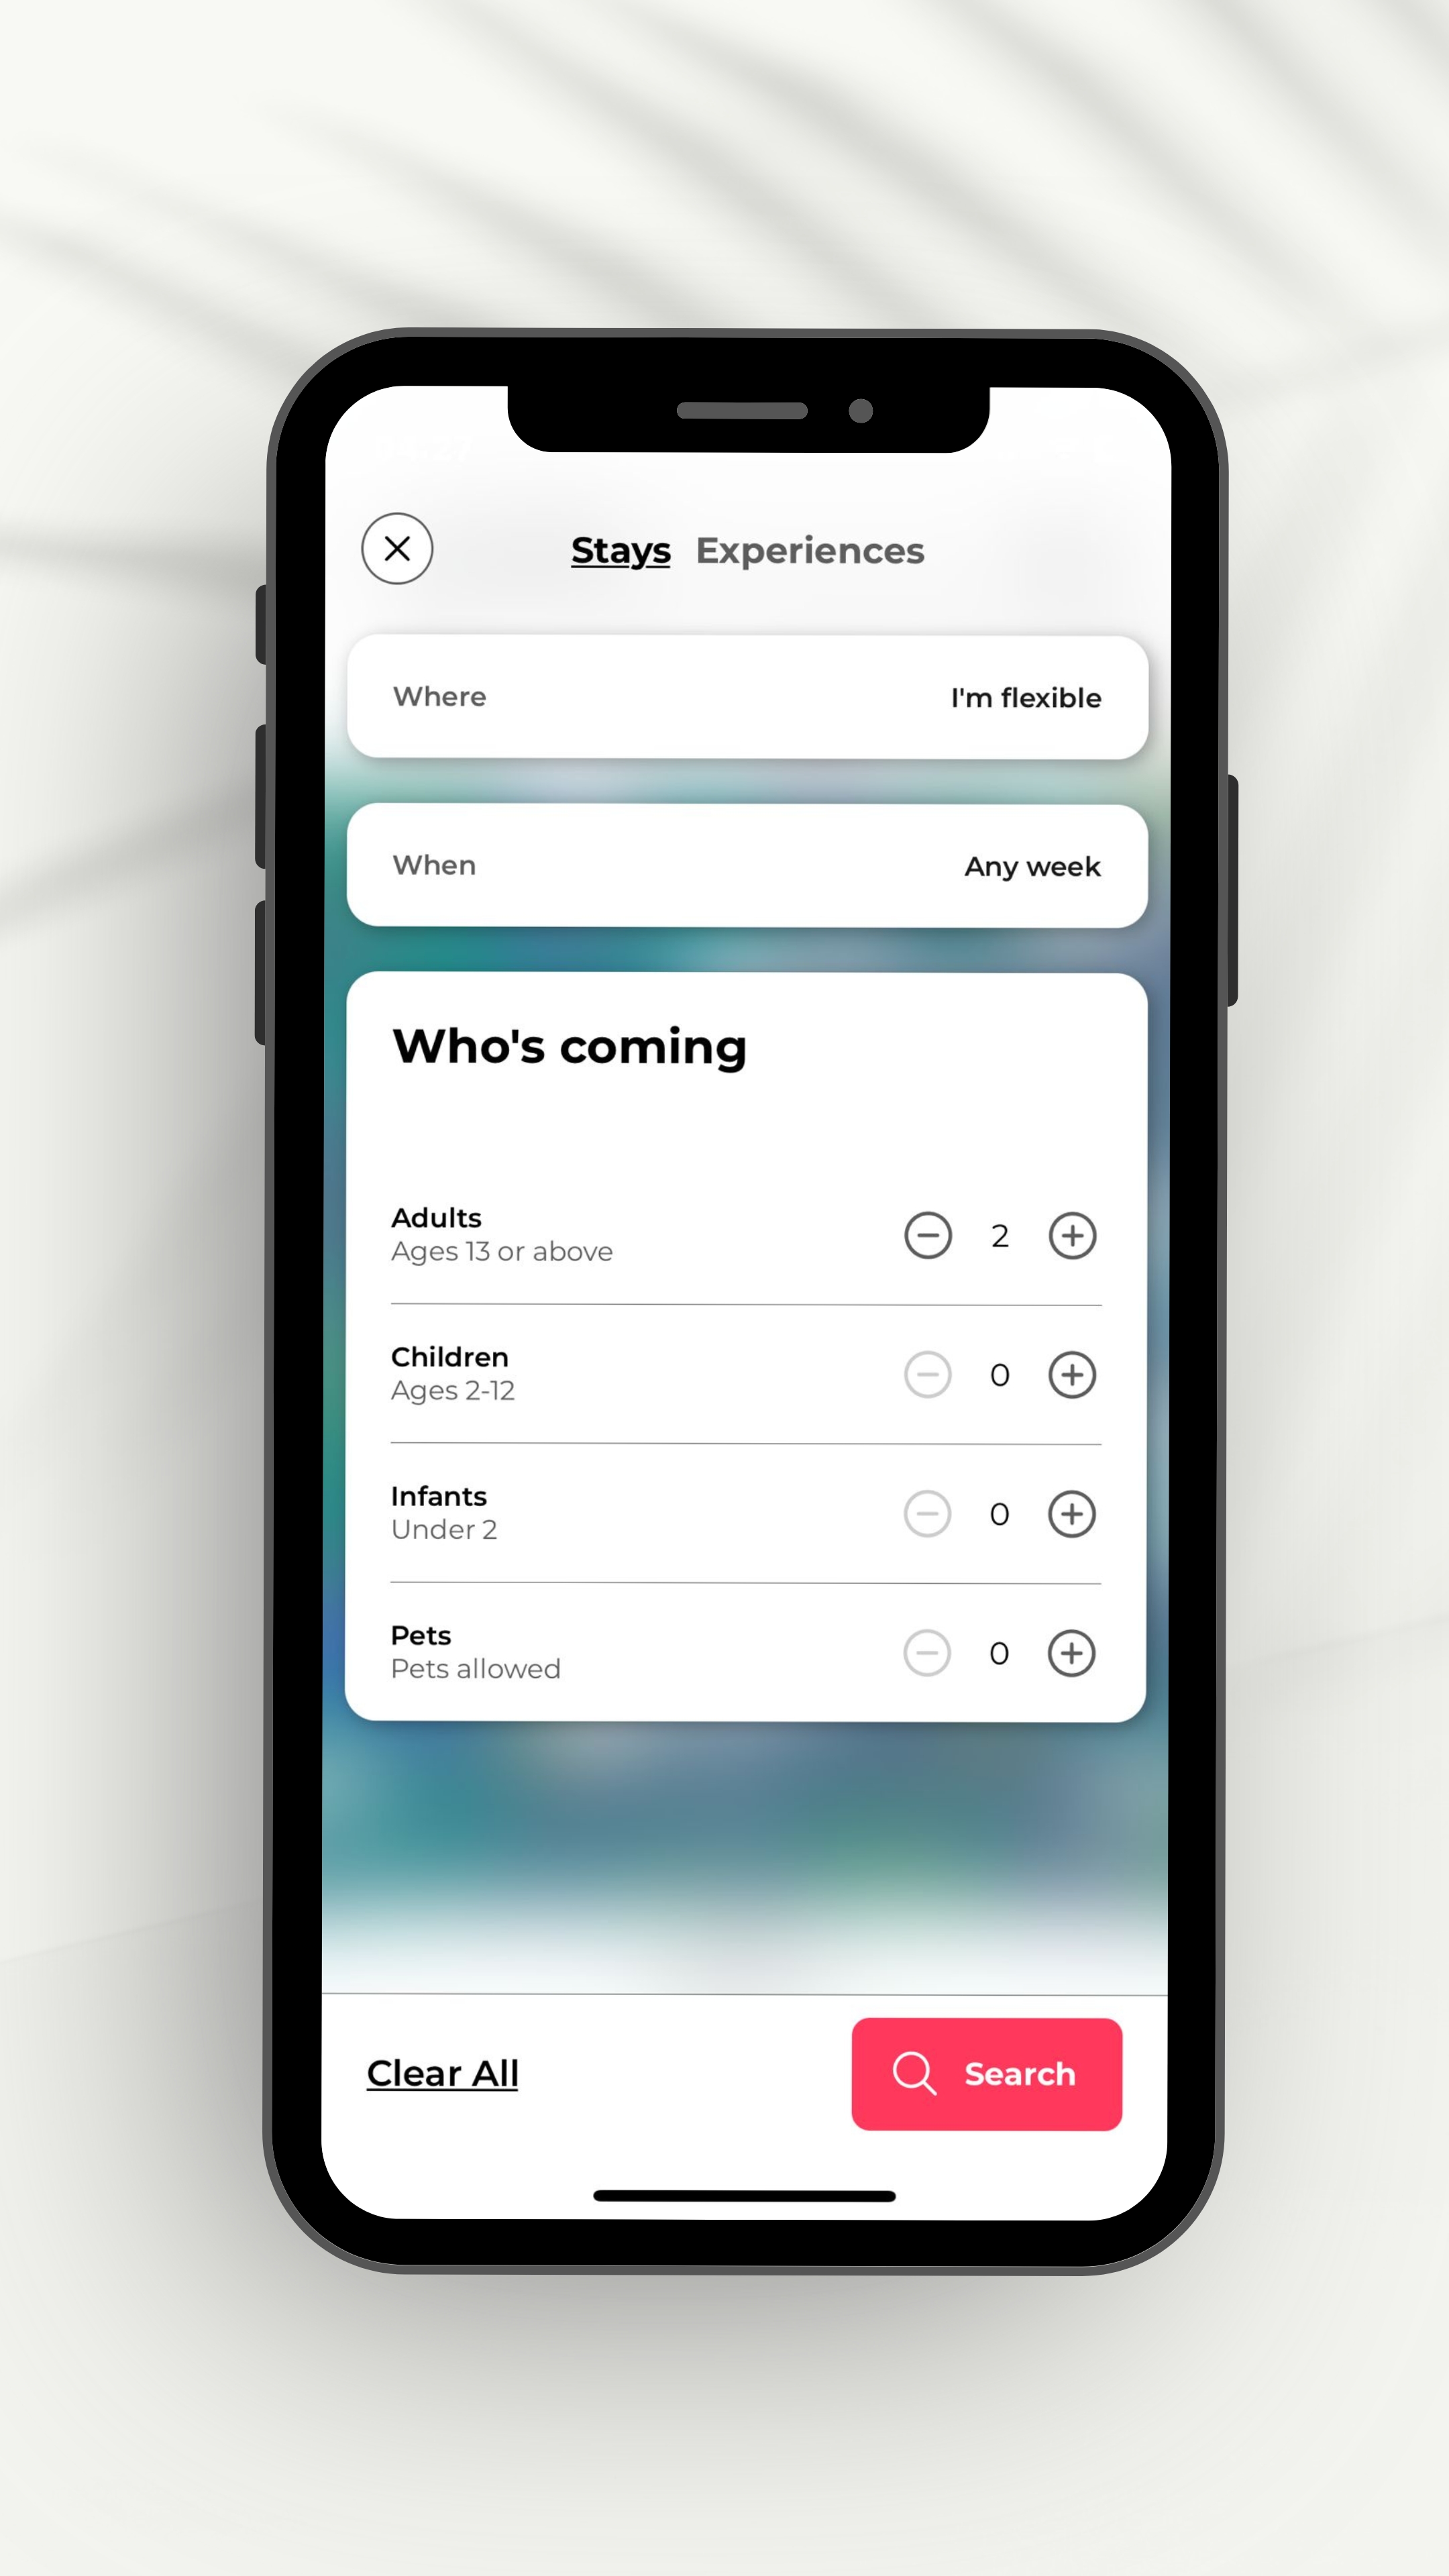 Stays Experiences
Where I'm flexible
When Any week
Who's coming
Adults
Ages 13 or above
2
Children
Ages 2-12
0
Infants
Under 2
0
Pets
Pets allowed
0
Clear All Search